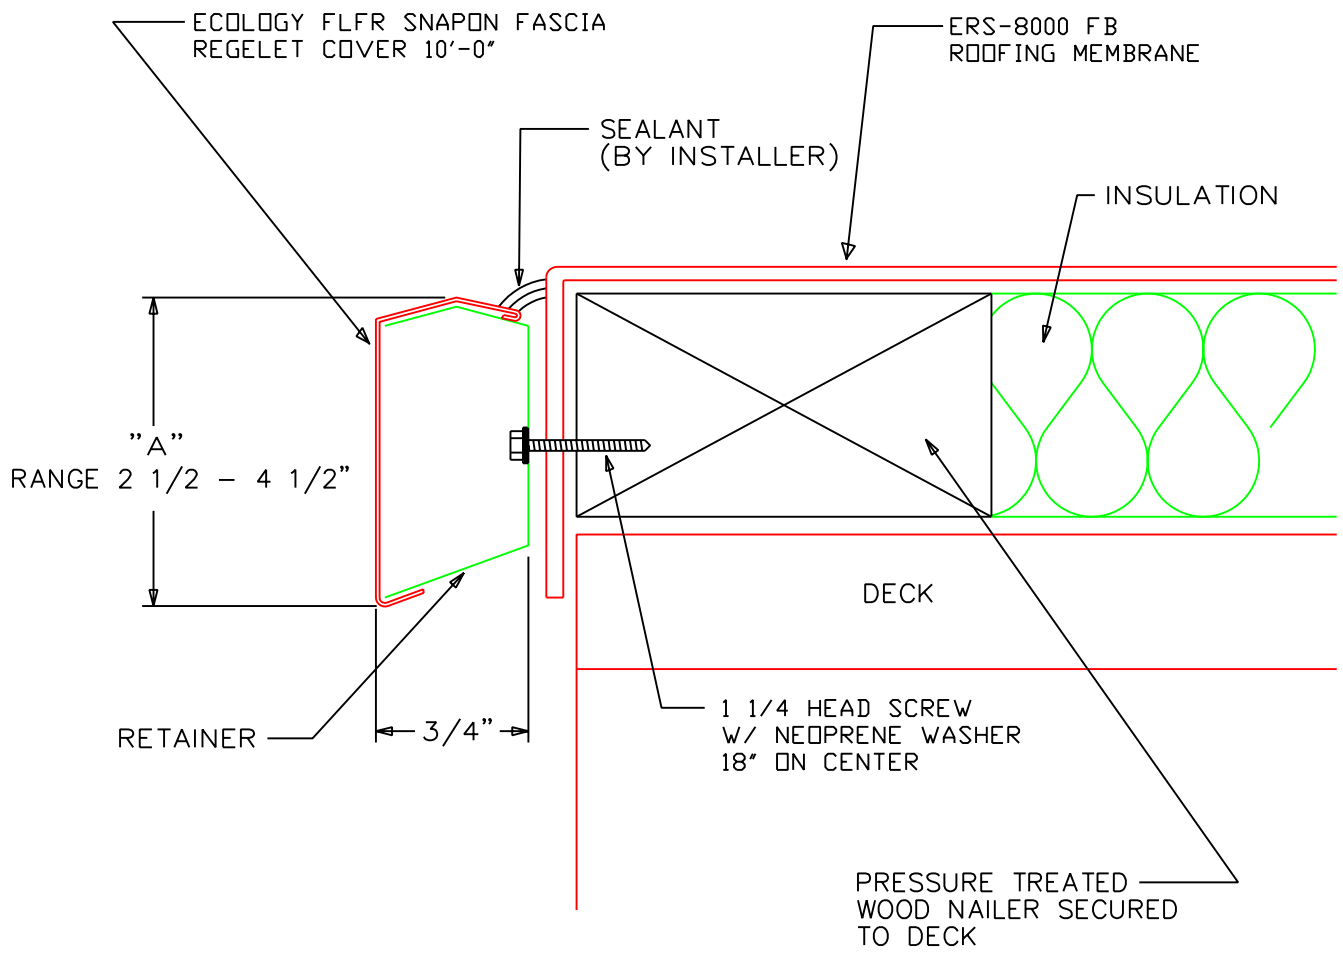 ECOLOGY FLFR SNAPON FASCIA
REGELET COVER 10'-0"
ERS-8000 FB
ROOFING MEMBRANE
SEALANT
(BY INSTALLER)
INSULATION
"A"
RANGE 2 1/2 - 4 1/2"
DECK
RETAINER
3/4"
1 1/4 HEAD SCREW
W/ NEOPRENE WASHER
18" ON CENTER
PRESSURE TREATED
WOOD NAILER SECURED
TO DECK